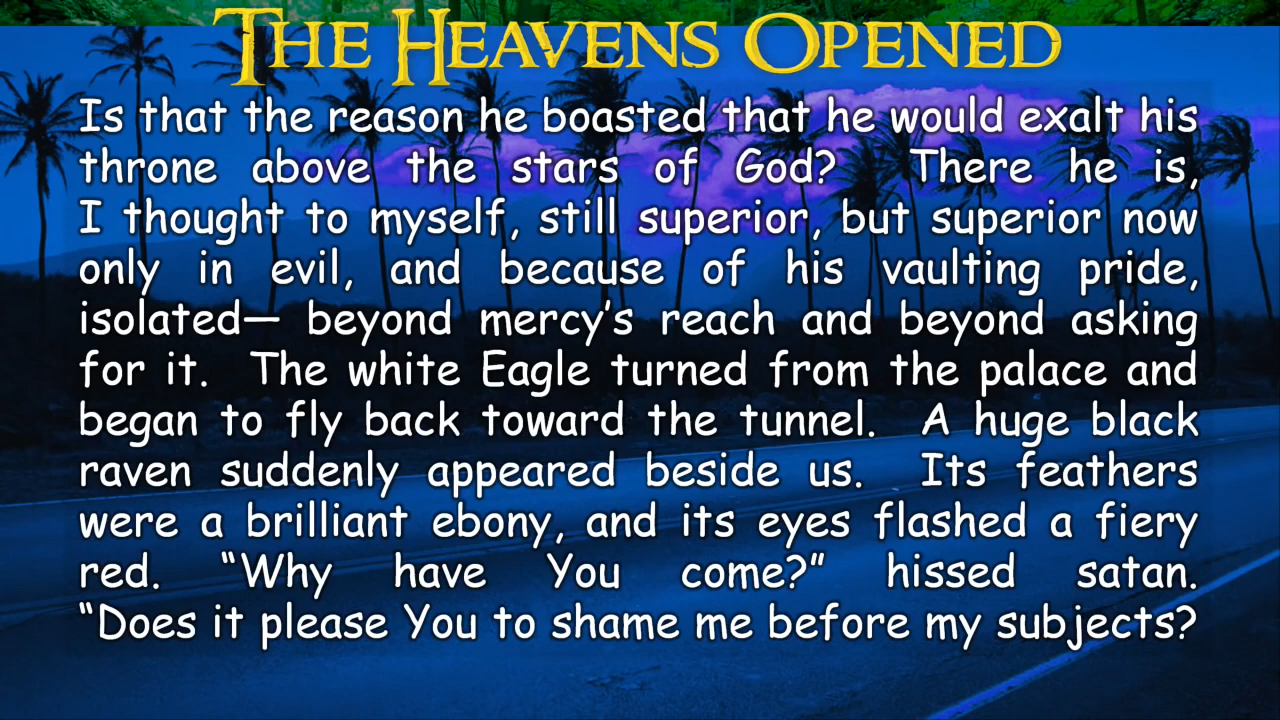 The Heavens Opened
Is that the reason he boasted that he would exalt his
throne above the stars of God? There he is,
I thought to myself, still superior, but superior now
only in evil, and because of his vaulting pride,
isolated— beyond mercy’s reach and beyond asking
for it. The white Eagle turned from the palace and
began to fly back toward the tunnel. A huge black
raven suddenly appeared beside us. Its feathers
were a brilliant ebony, and its eyes flashed a fiery
red. “Why have You come?” hissed satan.
“Does it please You to shame me before my subjects?